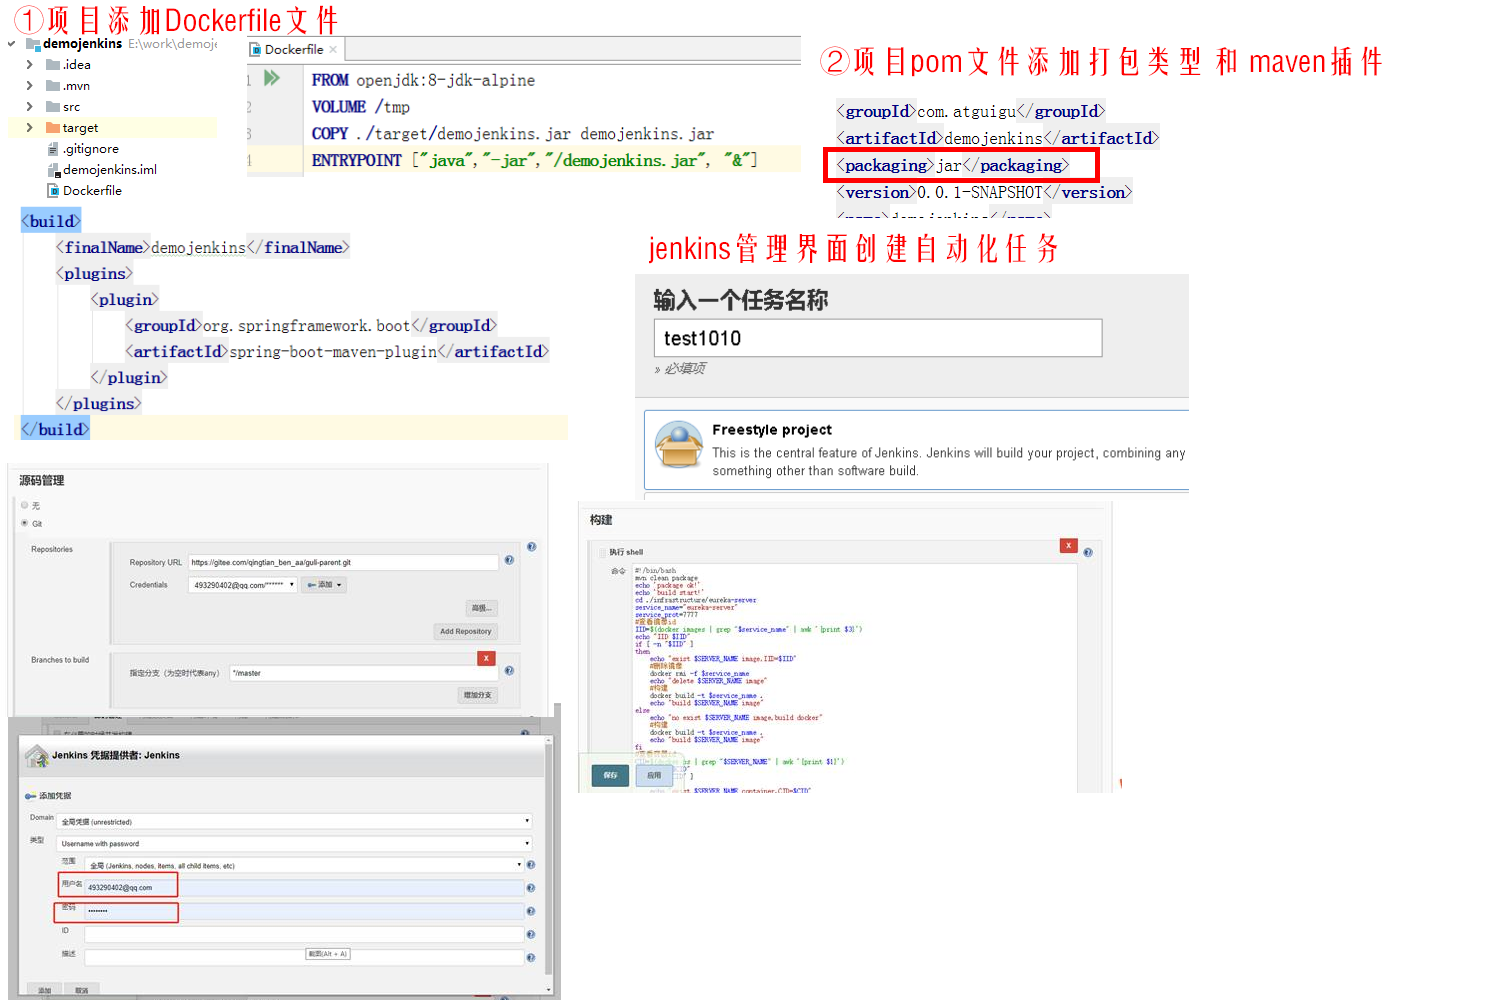 ①项目添加Dockerfile文件
demojenkins E:\work\demoje
.idea
.mvn
src
target
.gitignore
demojenkins.iml
Dockerfile
Dockerfile ×
FROM openjdk:8-jdk-alpine
VOLUME /tmp
COPY ./target/demojenkins.jar demojenkins.jar
ENTRYPOINT ["java","-jar","/demojenkins.jar", "&"]
②项目pom文件添加打包类型 和 maven插件
<groupId>com.atguigu</groupId>
<artifactId>demojenkins</artifactId>
<packaging>jar</packaging>
<version>0.0.1-SNAPSHOT</version>
<build>
<finalName>demojenkins</finalName>
<plugins>
<plugin>
<groupId>org.springframework.boot</groupId>
<artifactId>spring-boot-maven-plugin</artifactId>
</plugin>
</plugins>
</build>
jenkins管理界面创建自动化任务
输入一个任务名称
test1010
» 必填项
Freestyle project
This is the central feature of Jenkins. Jenkins will build your project, combining any
something other than software build.
源码管理
无
Git
Repositories
Repository URL https://gitee.com/qingtian_ben_aa/guli-parent.git
Credentials 493290402@qq.com/****** 添加
高级...
Add Repository
Branches to build
X
指定分支（为空时代表any） */master
增加分支
构建
执行 shell
X
命令
#!/bin/bash
mvn clean package
echo 'package ok!'
echo 'build start!'
cd ./infrastructure/eureka-server
service_name="eureka-server"
service_prot=7777
#查看镜像id
IID=$(docker images | grep "$service_name" | awk '{print $3}')
echo "IID $IID"
if [ -n "$IID" ]
then
echo "exist $SERVER_NAME image,IID=$IID"
#删除镜像
docker rmi -f $service_name
echo "delete $SERVER_NAME image"
#构建
docker build -t $service_name .
echo "build $SERVER_NAME image"
else
echo "no exist $SERVER_NAME image,build docker"
#构建
docker build -t $service_name .
echo "build $SERVER_NAME image"
fi
| grep "$SERVER_NAME" | awk '{print $1}')
$SERVER_NAME container,CID=$CID"
保存
应用
Jenkins 凭据提供者: Jenkins
添加凭据
Domain 全局凭据 (unrestricted)
类型 Username with password
范围 全局 (Jenkins, nodes, items, all child items, etc)
用户名 493290402@qq.com
密码 ••••••••
ID
描述
截图(Alt + A)
添加
取消